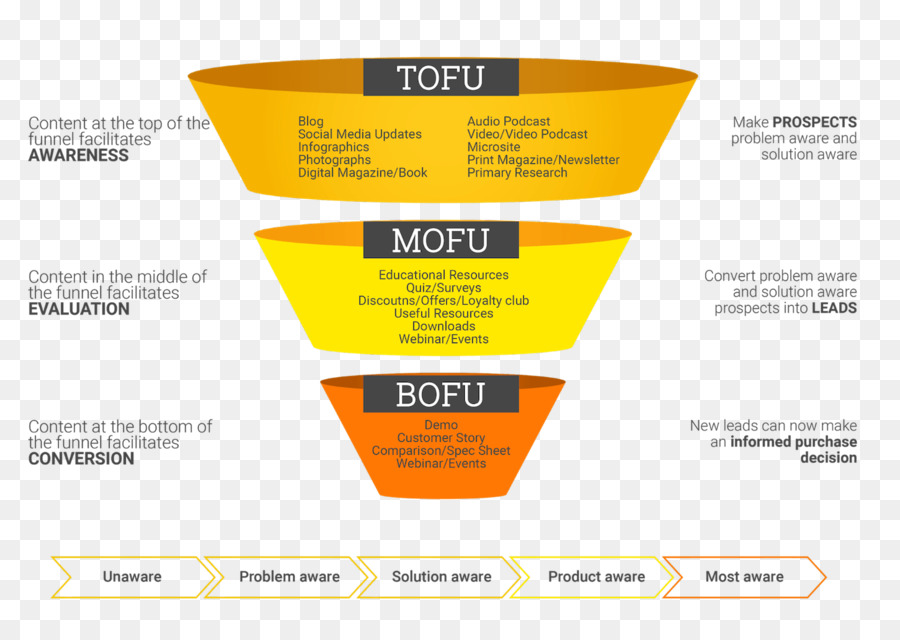 TOFU
Content at the top of the
funnel facilitates
AWARENESS
Blog
Social Media Updates
Infographics
Photographs
Digital Magazine/Book
Audio Podcast
Video/Video Podcast
Microsite
Print Magazine/Newsletter
Primary Research
Make PROSPECTS
problem aware and
solution aware
MOFU
Content in the middle of
the funnel facilitates
EVALUATION
Educational Resources
Quiz/Surveys
Discoutns/Offers/Loyalty club
Useful Resources
Downloads
Webinar/Events
Convert problem aware
and solution aware
prospects into LEADS
BOFU
Content at the bottom of
the funnel facilitates
CONVERSION
Demo
Customer Story
Comparison/Spec Sheet
Webinar/Events
New leads can now make
an informed purchase
decision
Unaware
Problem aware
Solution aware
Product aware
Most aware